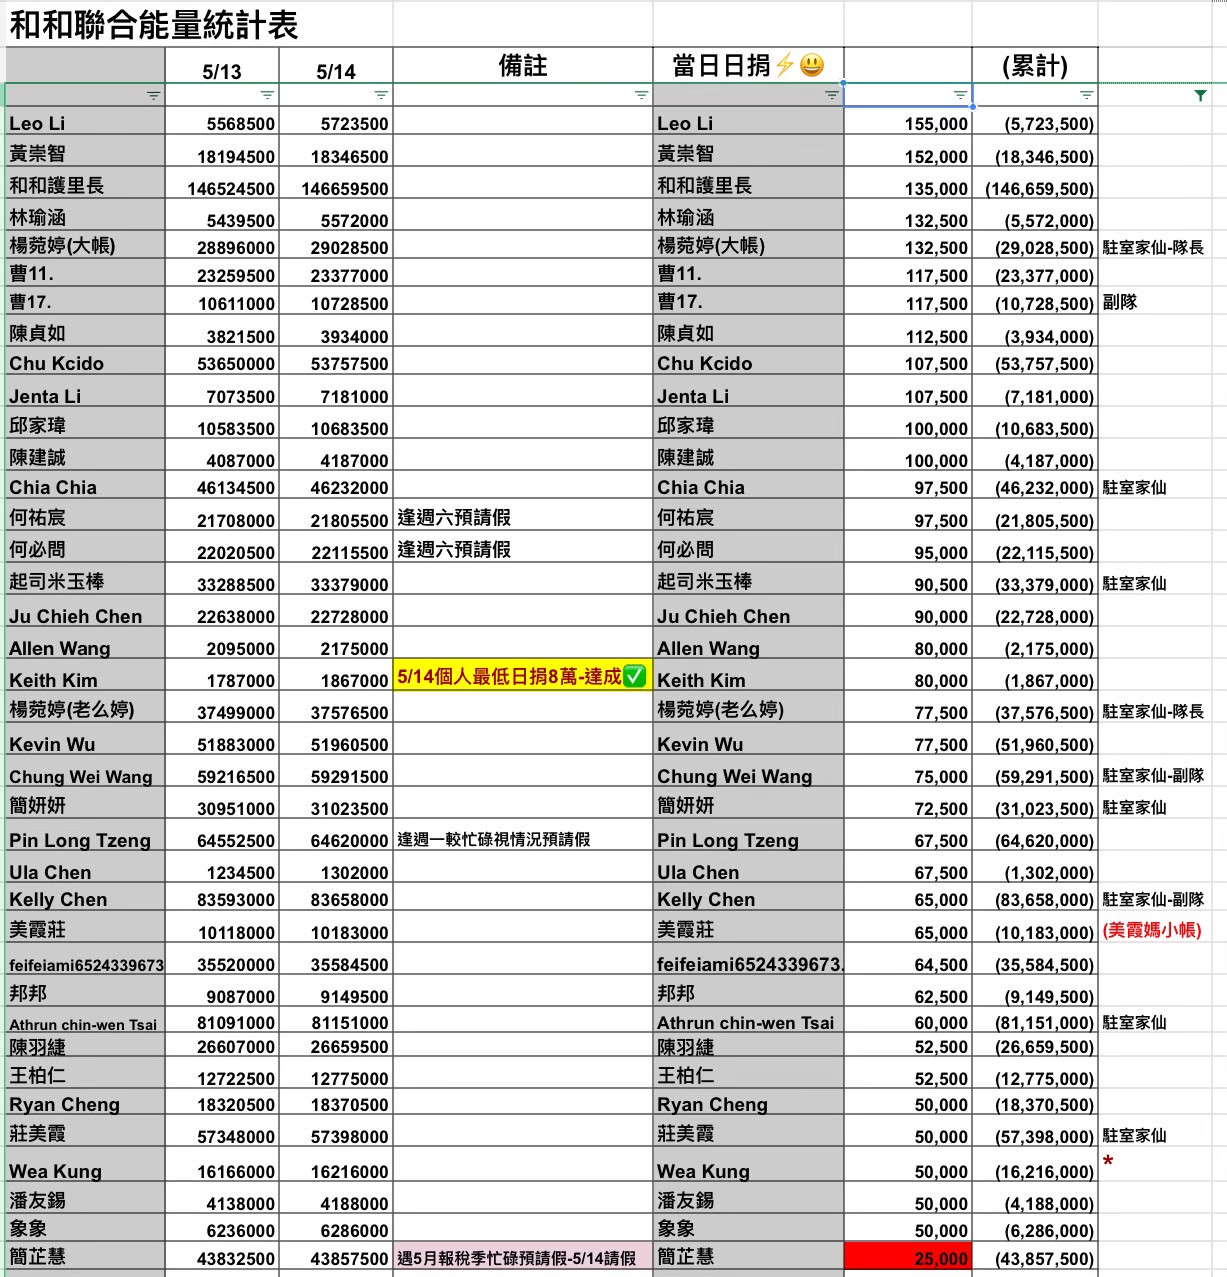 和和聯合能量統計表
5/13 5/14 備註 當日日捐⚡😃 (累計)
Leo Li 5568500 5723500 Leo Li 155,000 (5,723,500)
黃崇智 18194500 18346500 黃崇智 152,000 (18,346,500)
和和護里長 146524500 146659500 和和護里長 135,000 (146,659,500)
林瑜涵 5439500 5572000 林瑜涵 132,500 (5,572,000)
楊菀婷(大帳) 28896000 29028500 楊菀婷(大帳) 132,500 (29,028,500) 駐室家仙-隊長
曹11. 23259500 23377000 曹11. 117,500 (23,377,000)
曹17. 10611000 10728500 曹17. 117,500 (10,728,500) 副隊
陳貞如 3821500 3934000 陳貞如 112,500 (3,934,000)
Chu Kcido 53650000 53757500 Chu Kcido 107,500 (53,757,500)
Jenta Li 7073500 7181000 Jenta Li 107,500 (7,181,000)
邱家瑋 10583500 10683500 邱家瑋 100,000 (10,683,500)
陳建誠 4087000 4187000 陳建誠 100,000 (4,187,000)
Chia Chia 46134500 46232000 Chia Chia 97,500 (46,232,000) 駐室家仙
何祐宸 21708000 21805500 逢週六預請假 何祐宸 97,500 (21,805,500)
何必問 22020500 22115500 逢週六預請假 何必問 95,000 (22,115,500)
起司米玉棒 33288500 33379000 起司米玉棒 90,500 (33,379,000) 駐室家仙
Ju Chieh Chen 22638000 22728000 Ju Chieh Chen 90,000 (22,728,000)
Allen Wang 2095000 2175000 Allen Wang 80,000 (2,175,000)
Keith Kim 1787000 1867000 5/14個人最低日捐8萬-達成✅ Keith Kim 80,000 (1,867,000)
楊菀婷(老么婷) 37499000 37576500 楊菀婷(老么婷) 77,500 (37,576,500) 駐室家仙-隊長
Kevin Wu 51883000 51960500 Kevin Wu 77,500 (51,960,500)
Chung Wei Wang 59216500 59291500 Chung Wei Wang 75,000 (59,291,500) 駐室家仙-副隊
簡妍妍 30951000 31023500 簡妍妍 72,500 (31,023,500) 駐室家仙
Pin Long Tzeng 64552500 64620000 逢週一較忙碌視情況預請假 Pin Long Tzeng 67,500 (64,620,000)
Ula Chen 1234500 1302000 Ula Chen 67,500 (1,302,000)
Kelly Chen 83593000 83658000 Kelly Chen 65,000 (83,658,000) 駐室家仙-副隊
美霞莊 10118000 10183000 美霞莊 65,000 (10,183,000) (美霞媽小帳)
feifeiami6524339673 35520000 35584500 feifeiami6524339673. 64,500 (35,584,500)
邦邦 9087000 9149500 邦邦 62,500 (9,149,500)
Athrun chin-wen Tsai 81091000 81151000 Athrun chin-wen Tsai 60,000 (81,151,000) 駐室家仙
陳羽緁 26607000 26659500 陳羽緁 52,500 (26,659,500)
王柏仁 12722500 12775000 王柏仁 52,500 (12,775,000)
Ryan Cheng 18320500 18370500 Ryan Cheng 50,000 (18,370,500)
莊美霞 57348000 57398000 莊美霞 50,000 (57,398,000) 駐室家仙
Wea Kung 16166000 16216000 Wea Kung 50,000 (16,216,000) *
潘友錫 4138000 4188000 潘友錫 50,000 (4,188,000)
象象 6236000 6286000 象象 50,000 (6,286,000)
簡芷慧 43832500 43857500 遇5月報稅季忙碌預請假-5/14請假 簡芷慧 25,000 (43,857,500)